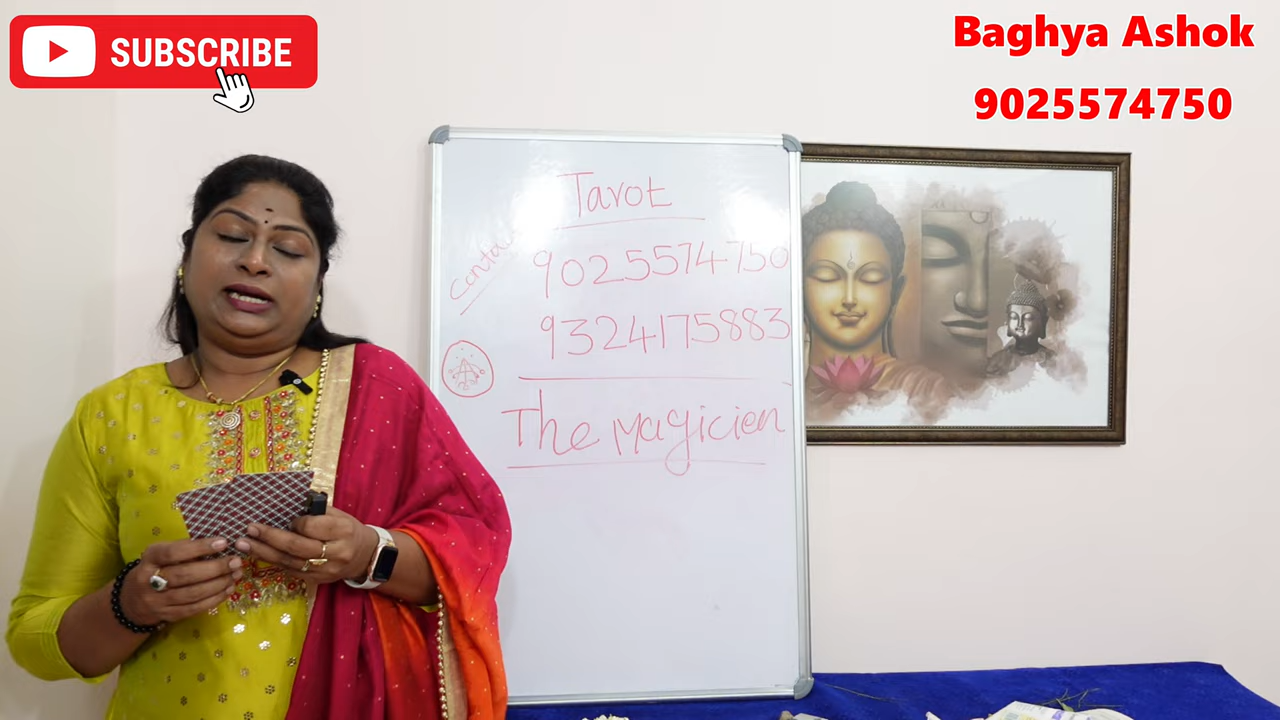 SUBSCRIBE
Baghya Ashok
9025574750
Tarot
9025574750
9324175883
The Magicien